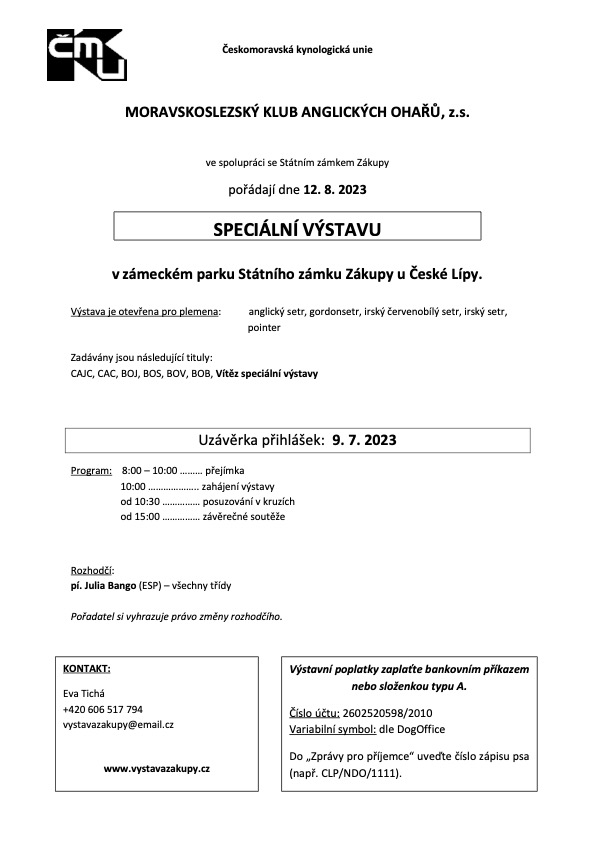 ČMKU
Českomoravská kynologická unie
MORAVSKOSLEZSKÝ KLUB ANGLICKÝCH OHAŘŮ, z.s.
ve spolupráci se Státním zámkem Zákupy
pořádají dne 12. 8. 2023
SPECIÁLNÍ VÝSTAVU
v zámeckém parku Státního zámku Zákupy u České Lípy.
Výstava je otevřena pro plemena: anglický setr, gordonsetr, irský červenobílý setr, irský setr,
pointer
Zadávány jsou následující tituly:
CAJC, CAC, BOJ, BOS, BOV, BOB, Vítěz speciální výstavy
Uzávěrka přihlášek: 9. 7. 2023
Program: 8:00 – 10:00 ……… přejímka
10:00 ……………….. zahájení výstavy
od 10:30 …………… posuzování v kruzích
od 15:00 …………… závěrečné soutěže
Rozhodčí:
pí. Julia Bango (ESP) – všechny třídy
Pořadatel si vyhrazuje právo změny rozhodčího.
KONTAKT:
Eva Tichá
+420 606 517 794
vystavazakupy@email.cz
www.vystavazakupy.cz
Výstavní poplatky zaplaťte bankovním příkazem
nebo složenkou typu A.
Číslo účtu: 2602520598/2010
Variabilní symbol: dle DogOffice
Do „Zprávy pro příjemce“ uveďte číslo zápisu psa
(např. CLP/NDO/1111).